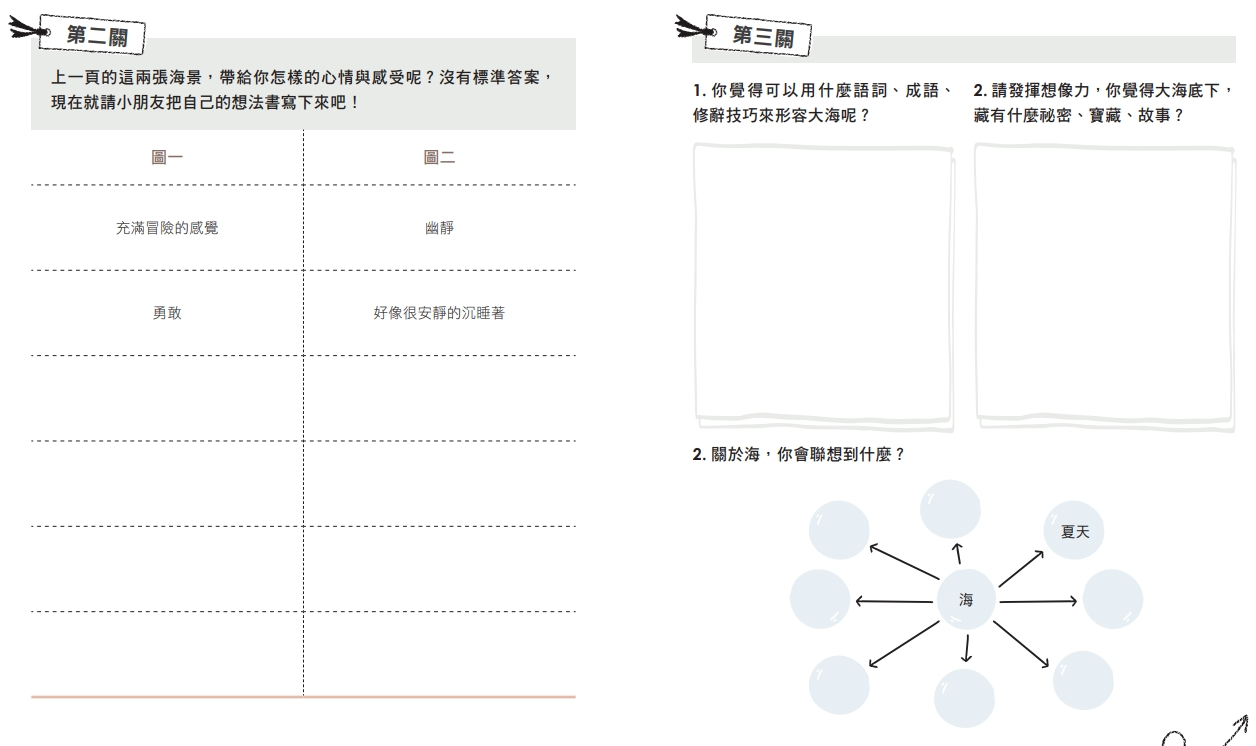 第二關
上一頁的這兩張海景，帶給你怎樣的心情與感受呢？沒有標準答案，
現在就請小朋友把自己的想法書寫下來吧！
圖一
圖二
充滿冒險的感覺
幽靜
勇敢
好像很安靜的沉睡著
第三關
1. 你覺得可以用什麼語詞、成語、
修辭技巧來形容大海呢？
2. 請發揮想像力，你覺得大海底下，
藏有什麼祕密、寶藏、故事？
2. 關於海，你會聯想到什麼？
夏天
海